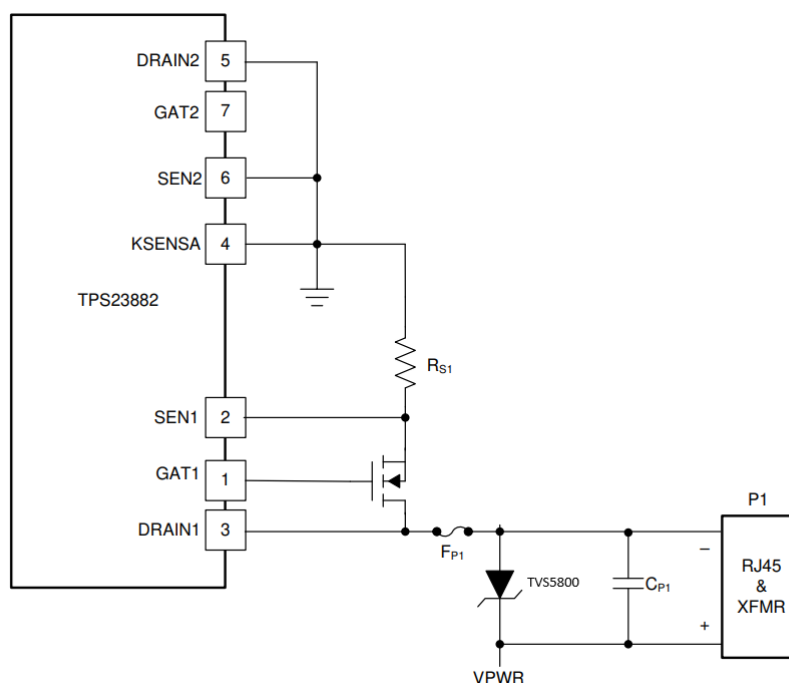 DRAIN2 5
GAT2 7
SEN2 6
KSENSA 4
TPS23882
RS1
SEN1 2
GAT1 1
DRAIN1 3
P1
FP1
–
TVS5800
CP1
RJ45
&
XFMR
+
VPWR